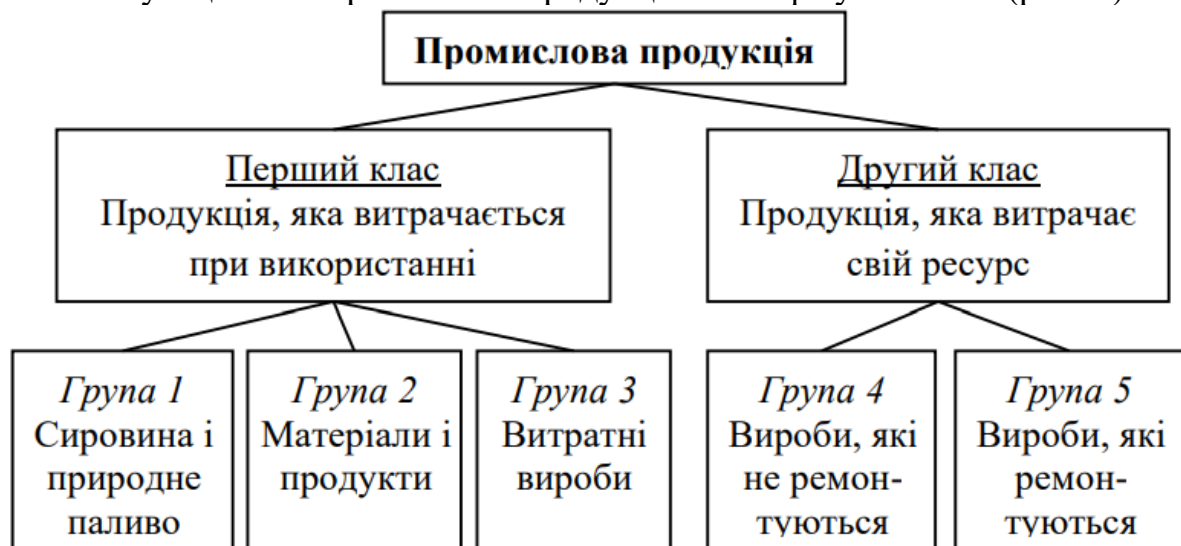 Промислова продукція
Перший клас
Продукція, яка витрачається
при використанні
Другий клас
Продукція, яка витрачає
свій ресурс
Група 1
Сировина і
природне
паливо
Група 2
Матеріали і
продукти
Група 3
Витратні
вироби
Група 4
Вироби, які
не ремон-
туються
Група 5
Вироби, які
ремон-
туються